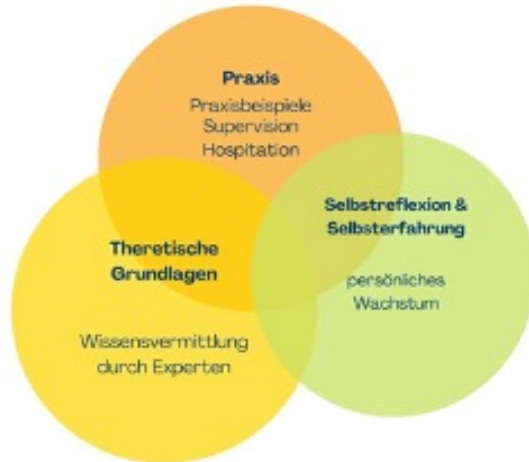 Praxis
Praxisbeispiele
Supervision
Hospitation
Selbstreflexion &
Selbsterfahrung
persönliches
Wachstum
Theretische
Grundlagen
Wissensvermittlung
durch Experten